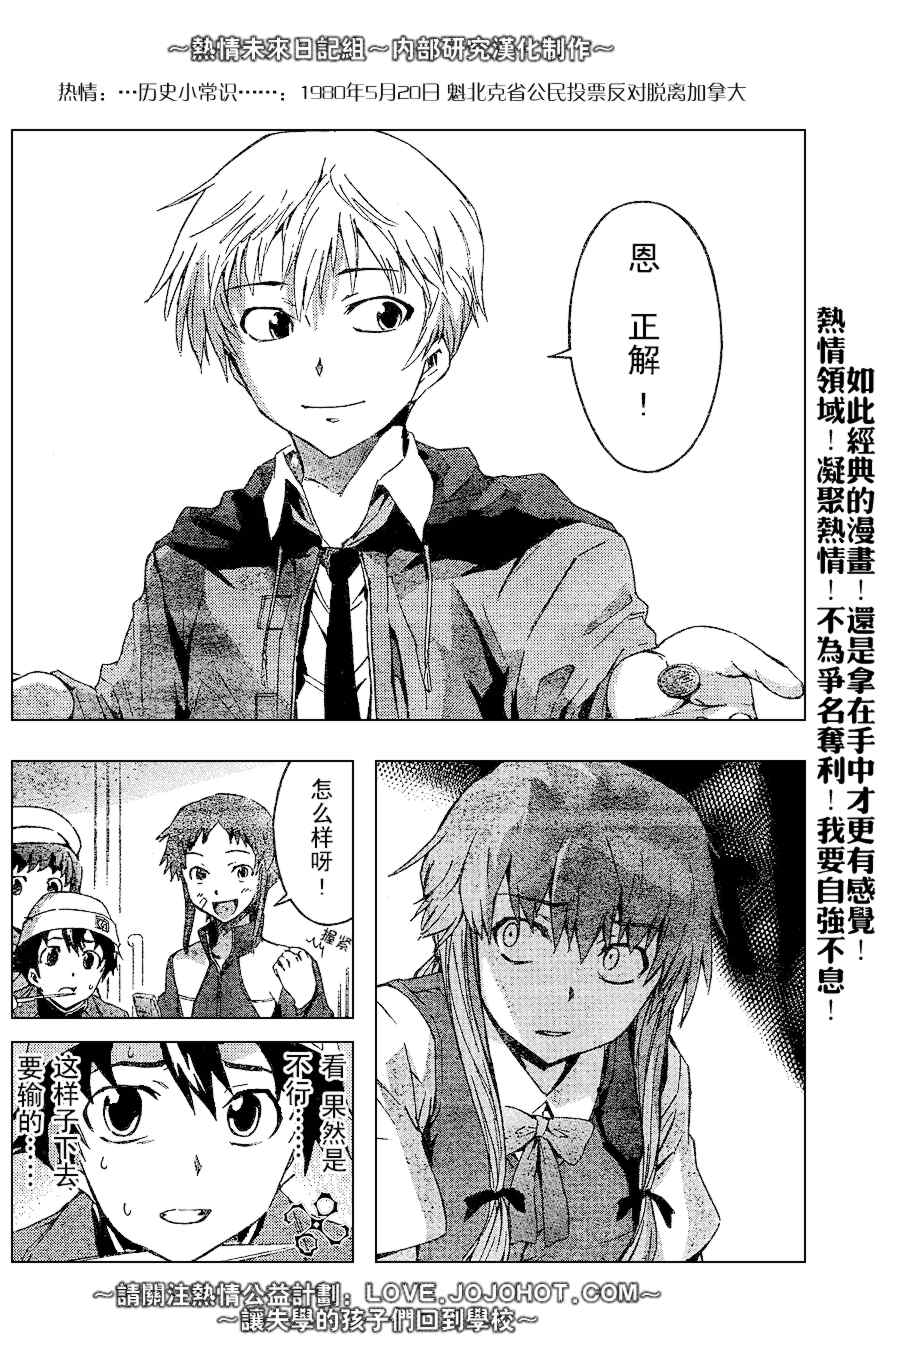 ～熱情未來日記組～内部研究漢化制作～
热情：…历史小常识……：1980年5月20日 魁北克省公民投票反对脱离加拿大
恩 正解！
如此經典的漫畫！還是拿在手中才更有感覺！
熱情領域！凝聚熱情！不為爭名奪利！我要自強不息！
怎么样呀！
握紧
看 果然是
不行……
这样子下去
要输的……
～請關注熱情公益計劃：LOVE.JOJOHOT.COM～
～讓失學的孩子們回到學校～